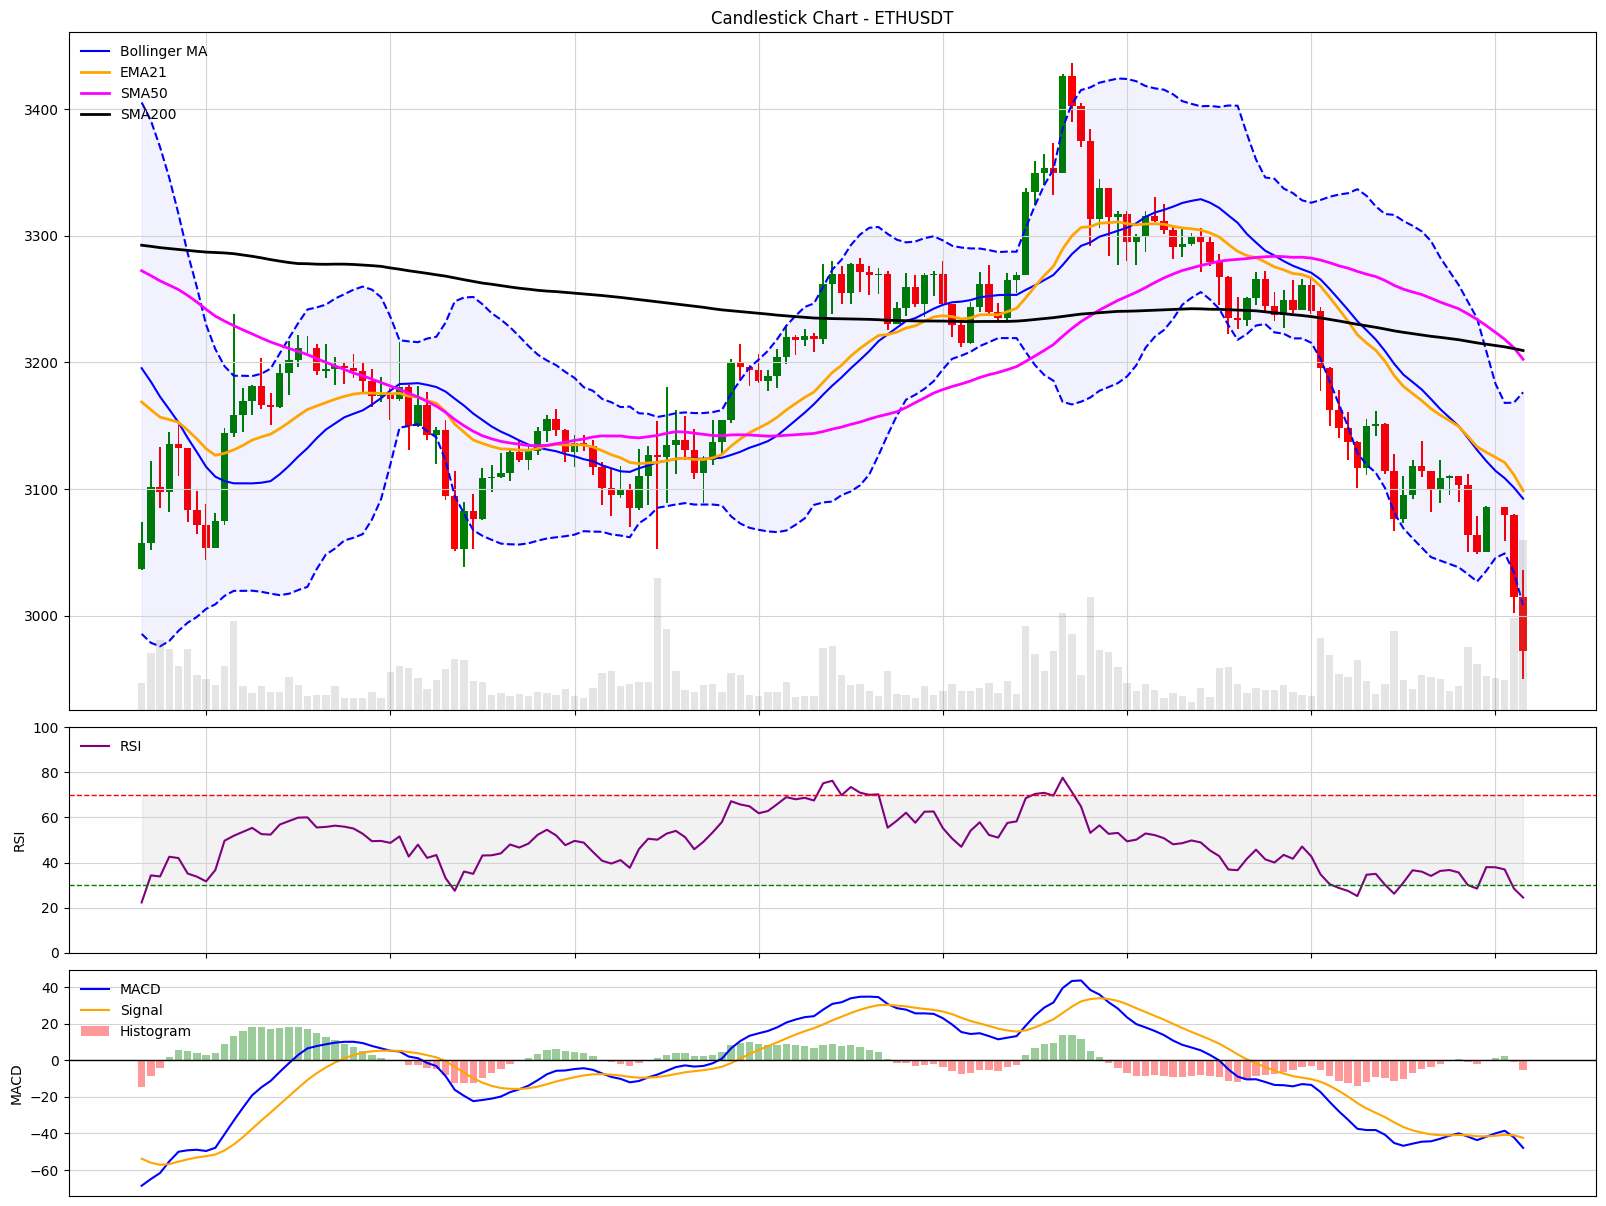 Candlestick Chart - ETHUSDT
Bollinger MA
EMA21
SMA50
SMA200
3400
3300
3200
3100
3000
100
RSI
80
60
RSI
40
20
0
40
MACD
20
Signal
Histogram
0
MACD
−20
−40
−60